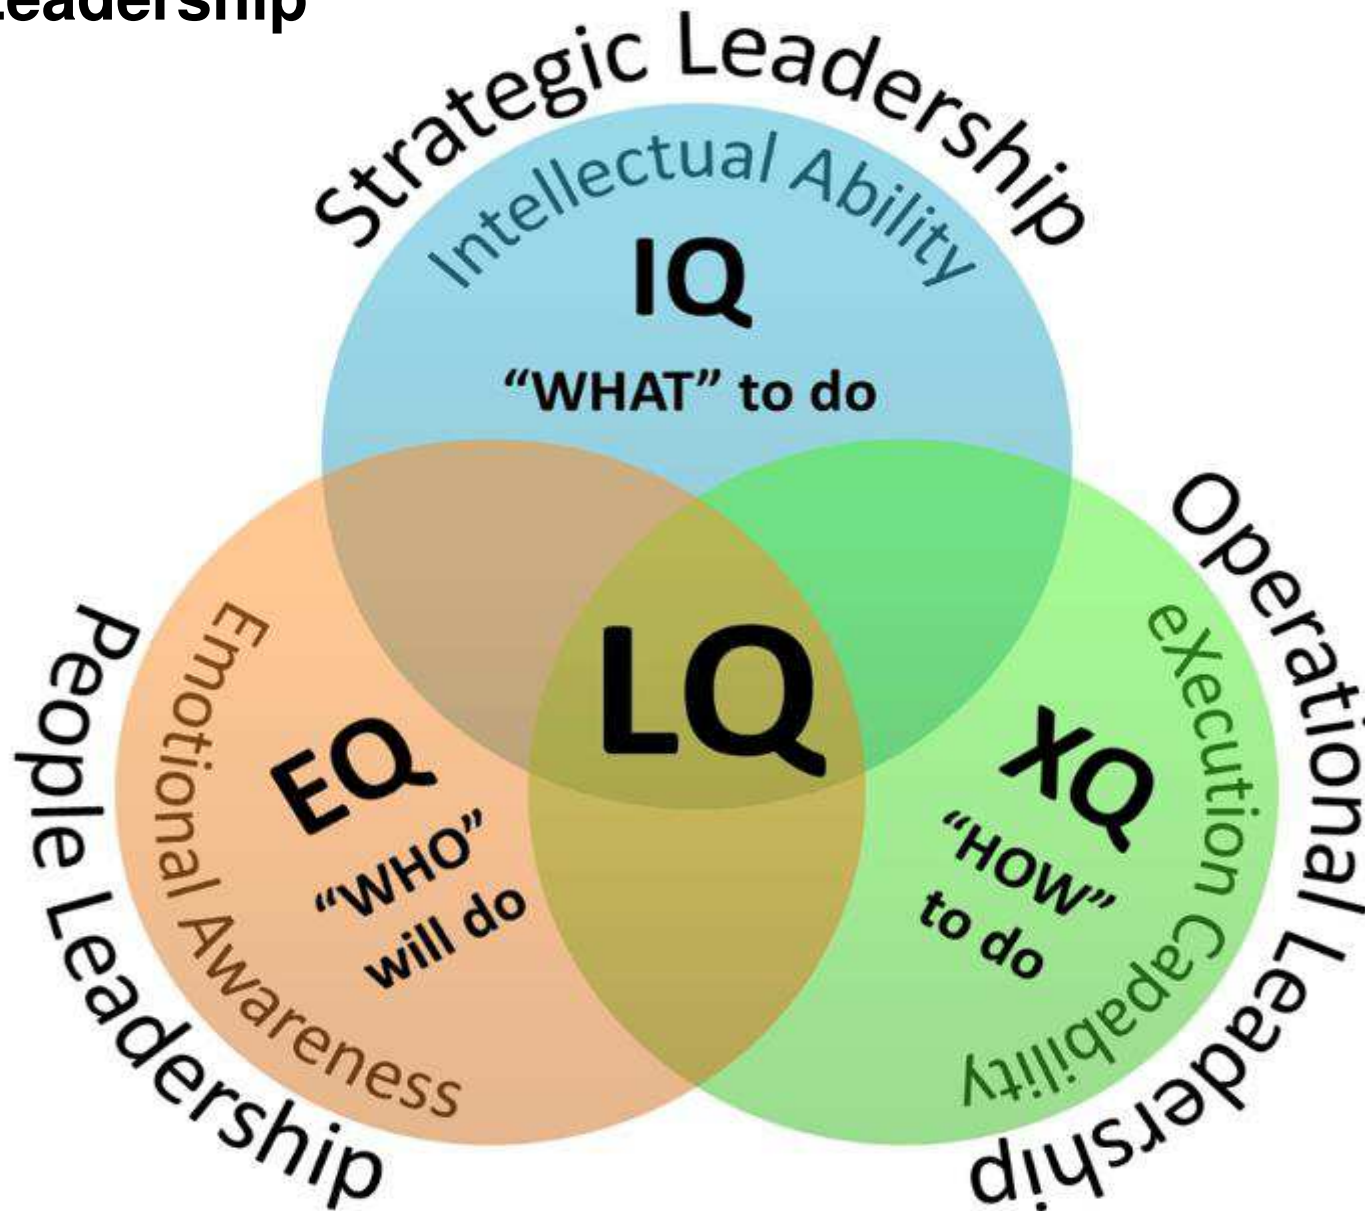 Leadership
Strategic Leadership
Intellectual Ability
IQ
“WHAT” to do
People Leadership
Emotional Awareness
EQ
“WHO”
will do
LQ
Operational Leadership
eXecution Capability
XQ
“HOW”
to do